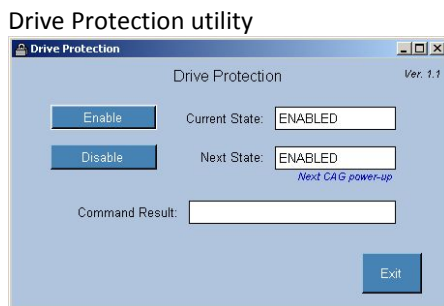 Drive Protection utility
Drive Protection
Drive Protection Ver. 1.1
Enable Current State: ENABLED
Disable Next State: ENABLED
Next CAG power-up
Command Result:
Exit